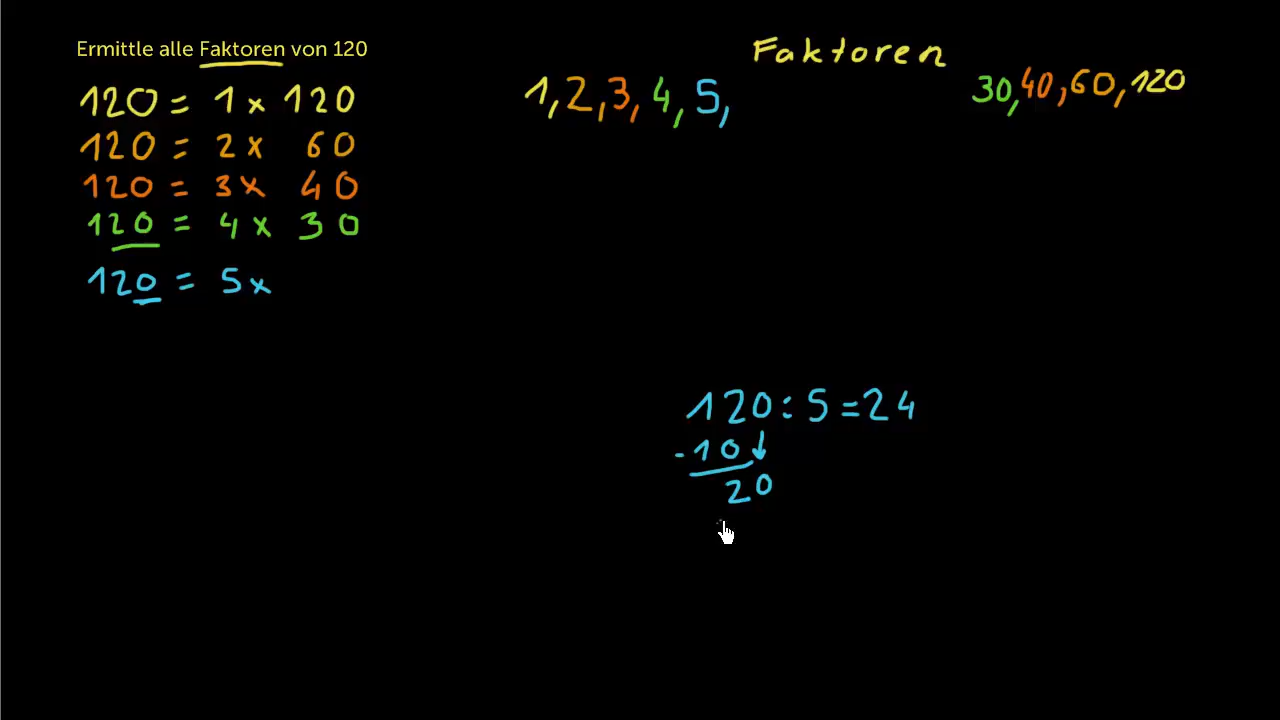 Ermittle alle Faktoren von 120
Faktoren
120 = 1 x 120
1, 2, 3, 4, 5,
30, 40, 60, 120
120 = 2 x 60
120 = 3 x 40
120 = 4 x 30
120 = 5 x
120 : 5 = 24
- 10
20